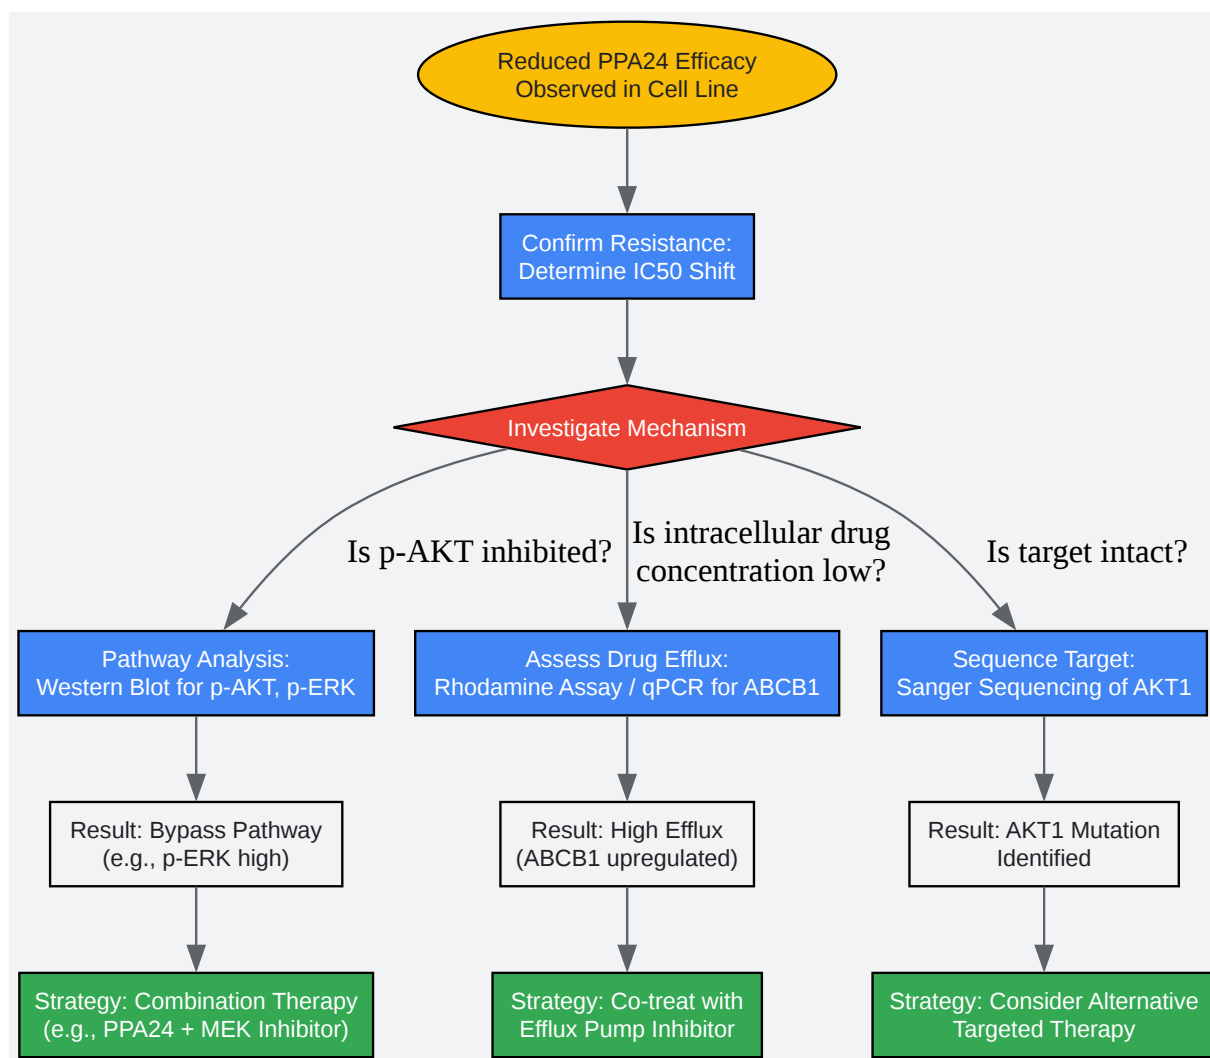 Reduced PPA24 Efficacy
Observed in Cell Line
Confirm Resistance:
Determine IC50 Shift
Investigate Mechanism
Is p-AKT inhibited?
Is intracellular drug
concentration low?
Is target intact?
Pathway Analysis:
Western Blot for p-AKT, p-ERK
Assess Drug Efflux:
Rhodamine Assay / qPCR for ABCB1
Sequence Target:
Sanger Sequencing of AKT1
Result: Bypass Pathway
(e.g., p-ERK high)
Result: High Efflux
(ABCB1 upregulated)
Result: AKT1 Mutation
Identified
Strategy: Combination Therapy
(e.g., PPA24 + MEK Inhibitor)
Strategy: Co-treat with
Efflux Pump Inhibitor
Strategy: Consider Alternative
Targeted Therapy